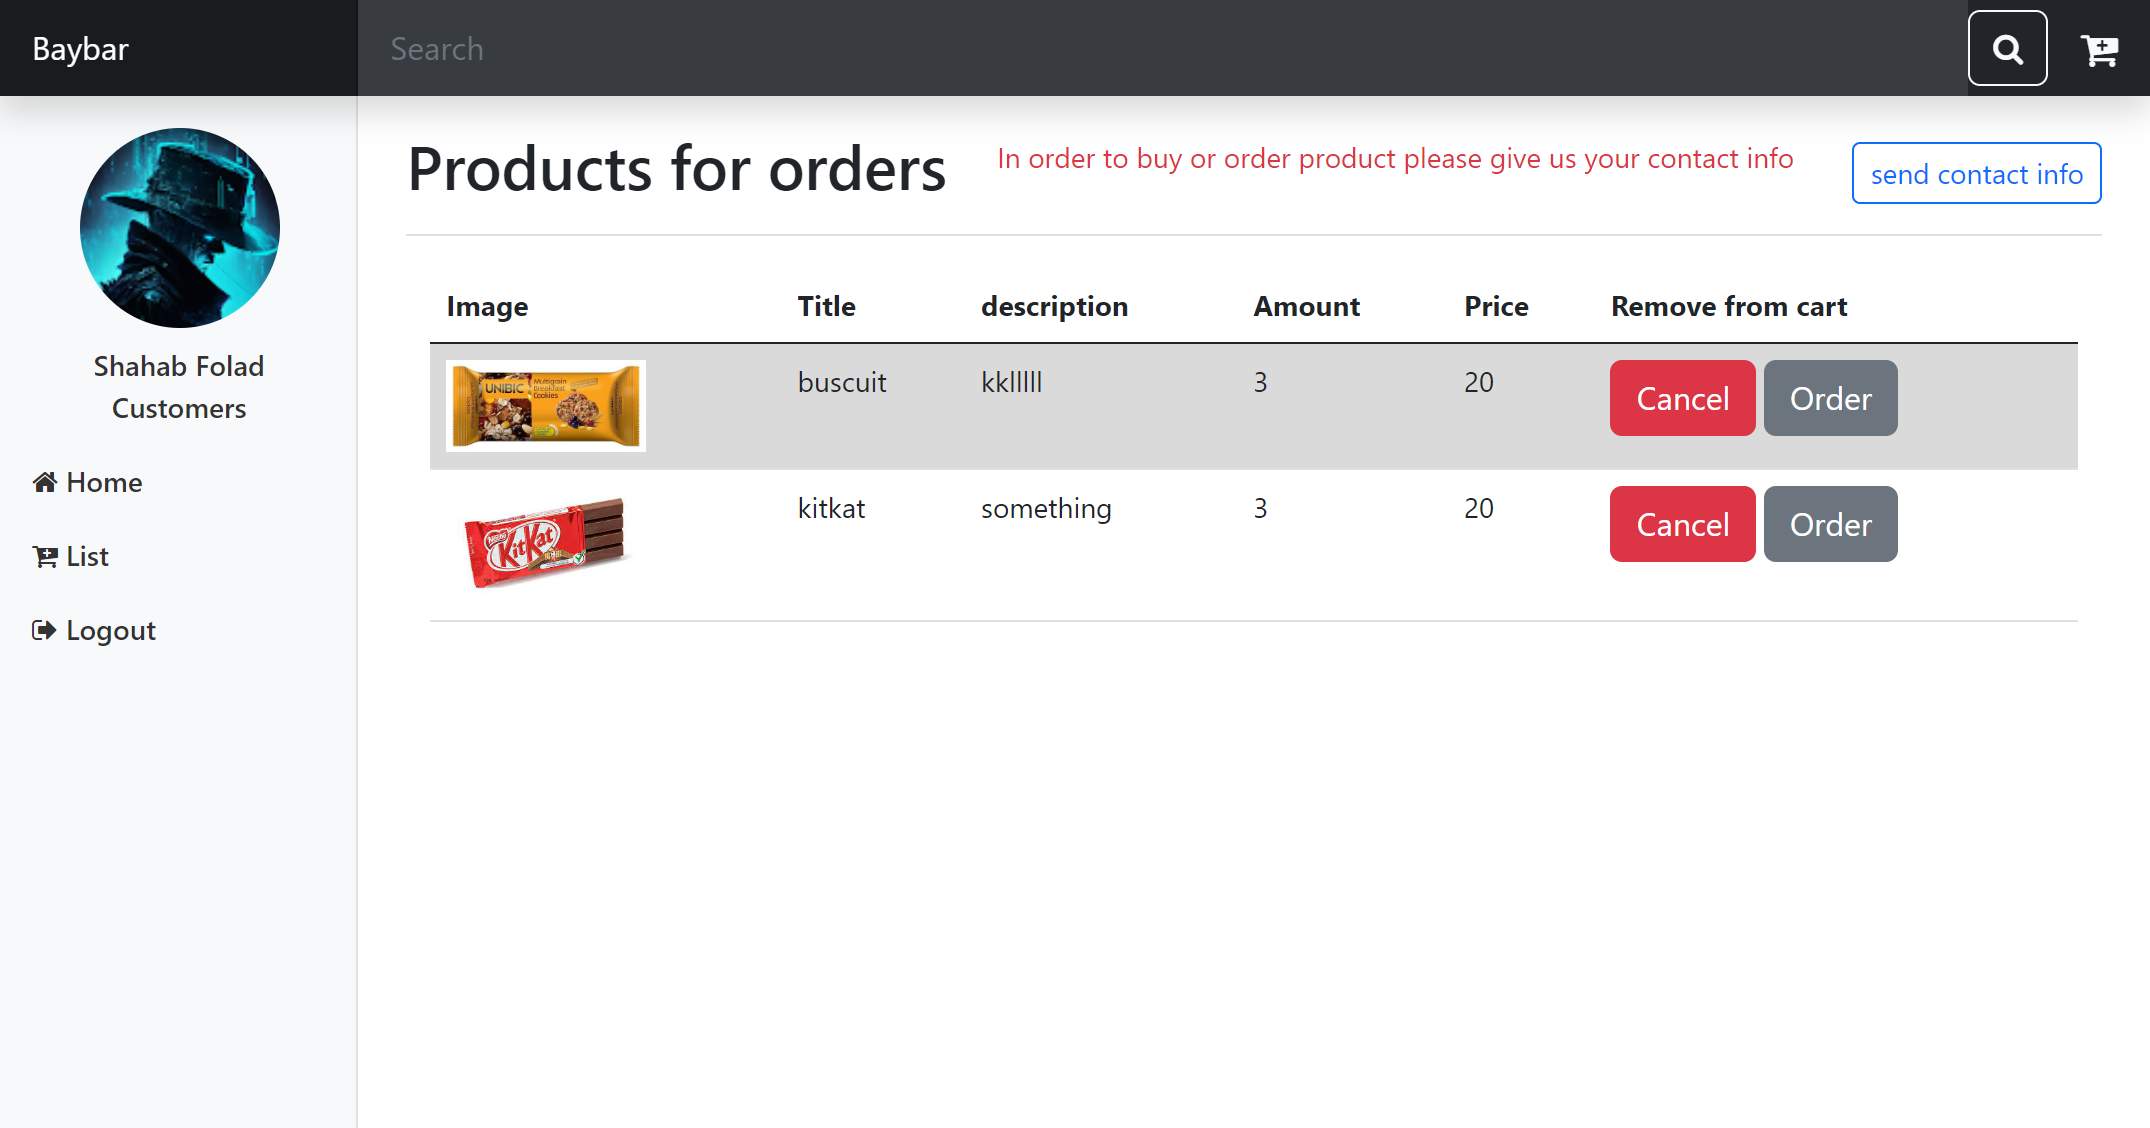 Baybar
Search
Shahab Folad
Customers
Home
List
Logout
Products for orders
In order to buy or order product please give us your contact info
send contact info
Image Title description Amount Price Remove from cart
UNIBIC
Multigrain
Breakfast
Cookies
buscuit kklllll 3 20 Cancel Order
Nestle
KitKat
kitkat something 3 20 Cancel Order